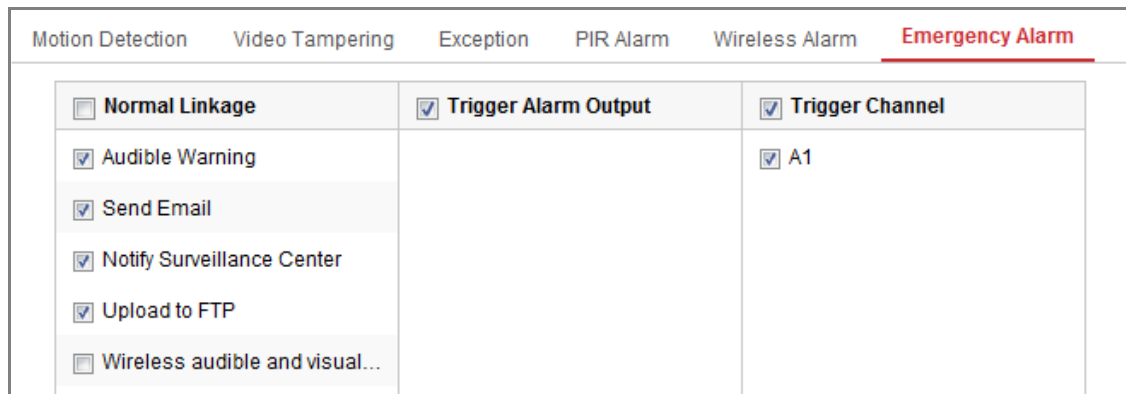 Motion Detection Video Tampering Exception PIR Alarm Wireless Alarm Emergency Alarm
Normal Linkage Trigger Alarm Output Trigger Channel
Audible Warning A1
Send Email
Notify Surveillance Center
Upload to FTP
Wireless audible and visual...